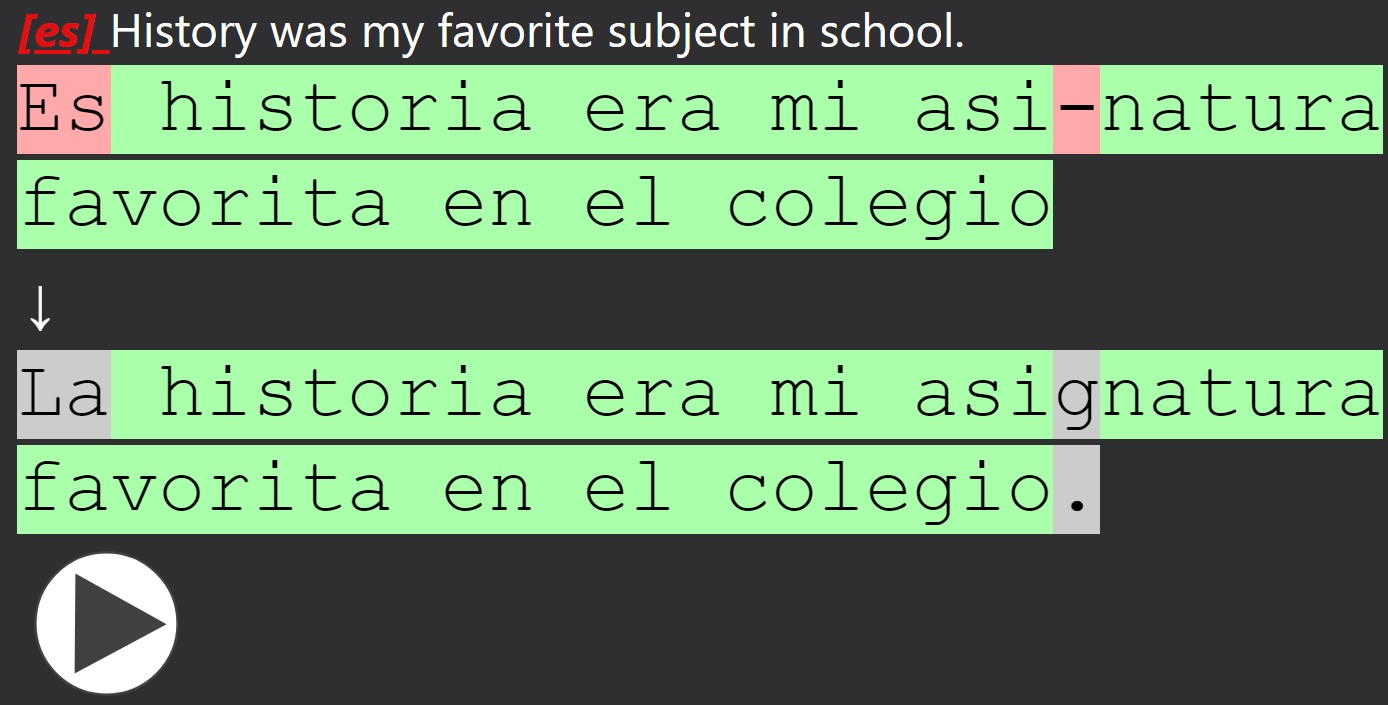 [es] History was my favorite subject in school.
Es historia era mi asi-natura
favorita en el colegio
↓
La historia era mi asignatura
favorita en el colegio.